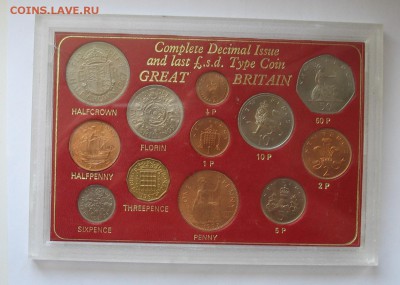 COINS.LAVE.RU
Complete Decimal Issue
and last £.s.d. Type Coin
GREAT BRITAIN
HALFCROWN
FLORIN
½ P
50 P
1 P
10 P
HALFPENNY
2 P
THREEPENCE
SIXPENCE
PENNY
5 P